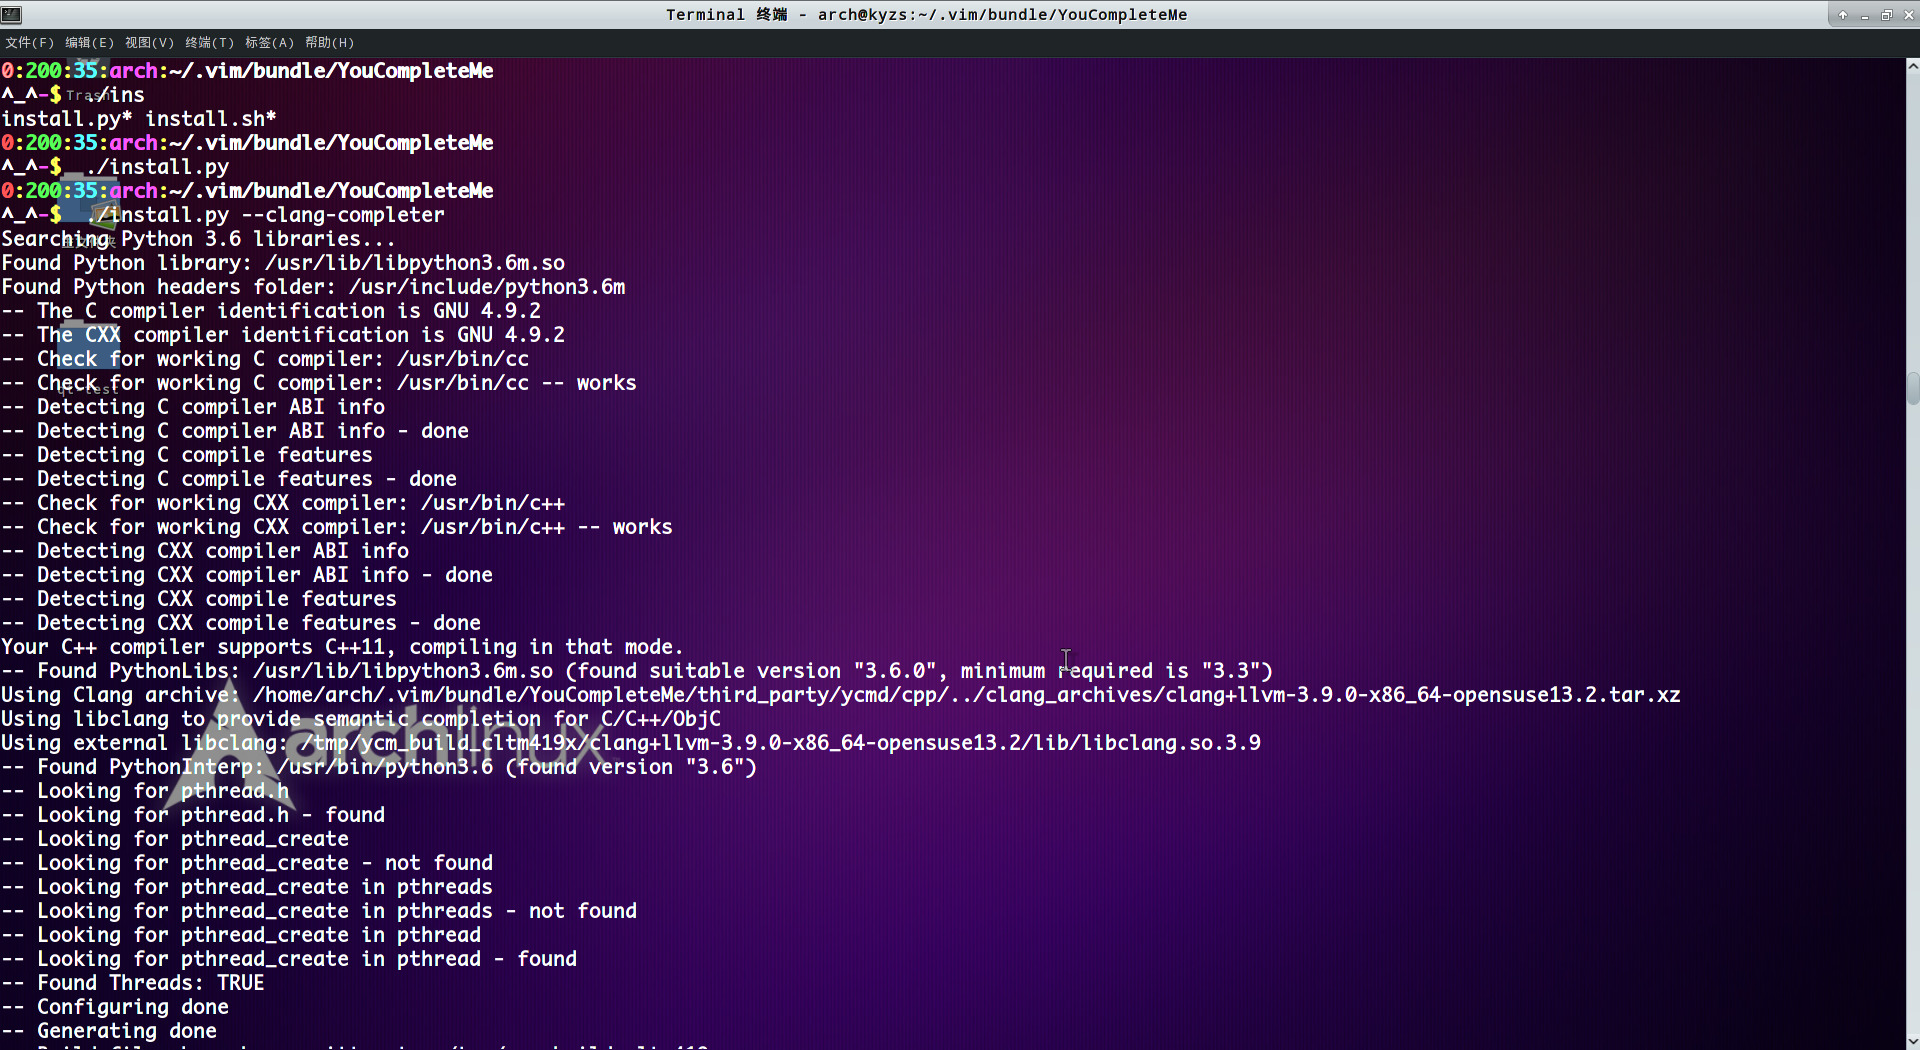 Terminal 终端 - arch@kyzs:~/.vim/bundle/YouCompleteMe
文件(F) 编辑(E) 视图(V) 终端(T) 标签(A) 帮助(H)
0:200:35:arch:~/.vim/bundle/YouCompleteMe
^_^-$ ./ins
Trash
install.py* install.sh*
0:200:35:arch:~/.vim/bundle/YouCompleteMe
^_^-$ ./install.py
0:200:35:arch:~/.vim/bundle/YouCompleteMe
^_^-$ ./install.py --clang-completer
Searching Python 3.6 libraries...
Found Python library: /usr/lib/libpython3.6m.so
Found Python headers folder: /usr/include/python3.6m
-- The C compiler identification is GNU 4.9.2
-- The CXX compiler identification is GNU 4.9.2
-- Check for working C compiler: /usr/bin/cc
-- Check for working C compiler: /usr/bin/cc -- works
-- Detecting C compiler ABI info
-- Detecting C compiler ABI info - done
-- Detecting C compile features
-- Detecting C compile features - done
-- Check for working CXX compiler: /usr/bin/c++
-- Check for working CXX compiler: /usr/bin/c++ -- works
-- Detecting CXX compiler ABI info
-- Detecting CXX compiler ABI info - done
-- Detecting CXX compile features
-- Detecting CXX compile features - done
Your C++ compiler supports C++11, compiling in that mode.
-- Found PythonLibs: /usr/lib/libpython3.6m.so (found suitable version "3.6.0", minimum required is "3.3")
Using Clang archive: /home/arch/.vim/bundle/YouCompleteMe/third_party/ycmd/cpp/../clang_archives/clang+llvm-3.9.0-x86_64-opensuse13.2.tar.xz
Using libclang to provide semantic completion for C/C++/ObjC
Using external libclang: /tmp/ycm_build_cltm419x/clang+llvm-3.9.0-x86_64-opensuse13.2/lib/libclang.so.3.9
archlinux
-- Found PythonInterp: /usr/bin/python3.6 (found version "3.6")
-- Looking for pthread.h
-- Looking for pthread.h - found
-- Looking for pthread_create
-- Looking for pthread_create - not found
-- Looking for pthread_create in pthreads
-- Looking for pthread_create in pthreads - not found
-- Looking for pthread_create in pthread
-- Looking for pthread_create in pthread - found
-- Found Threads: TRUE
-- Configuring done
-- Generating done